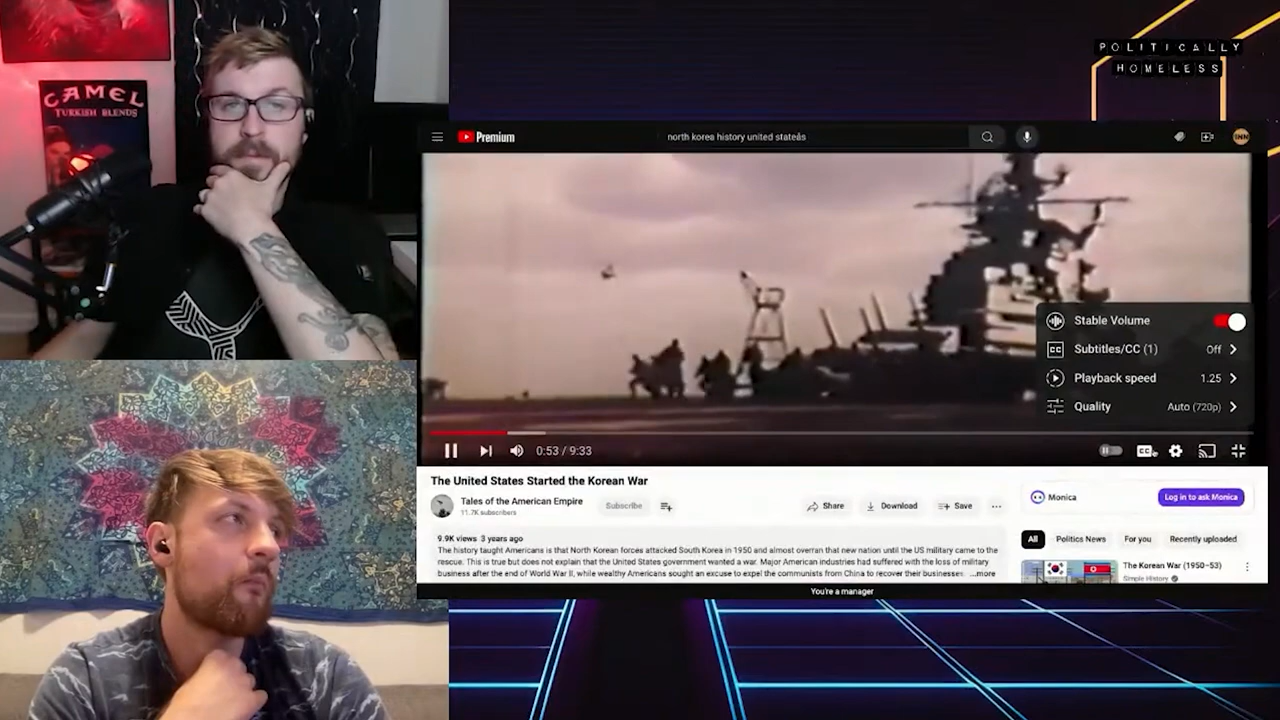 CAMEL
TURKISH BLENDS
POLITICALLY
HOMELESS
Premium
north korea history united stateås
INN
Stable Volume
Subtitles/CC (1) Off
Playback speed 1.25
Quality Auto (720p)
0:53 / 9:33
CC
The United States Started the Korean War
Tales of the American Empire
11.7K subscribers
Subscribe
Share
Download
Save
9.9K views 3 years ago
The history taught Americans is that North Korean forces attacked South Korea in 1950 and almost overran that new nation until the US military came to the
rescue. This is true but does not explain that the United States government wanted a war. Major American industries had suffered with the loss of military
business after the end of World War II, while wealthy Americans sought an excuse to expel the communists from China to recover their businesses. ...more
Monica
Log in to ask Monica
All
Politics News
For you
Recently uploaded
The Korean War (1950–53)
Simple History
You're a manager